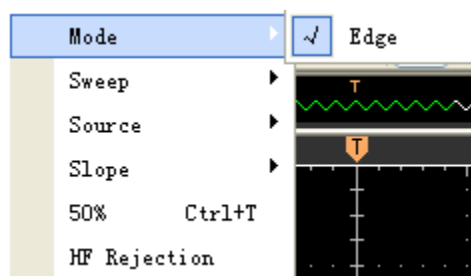 Mode
Edge
Sweep
T
Source
T
Slope
50% Ctrl+T
HF Rejection